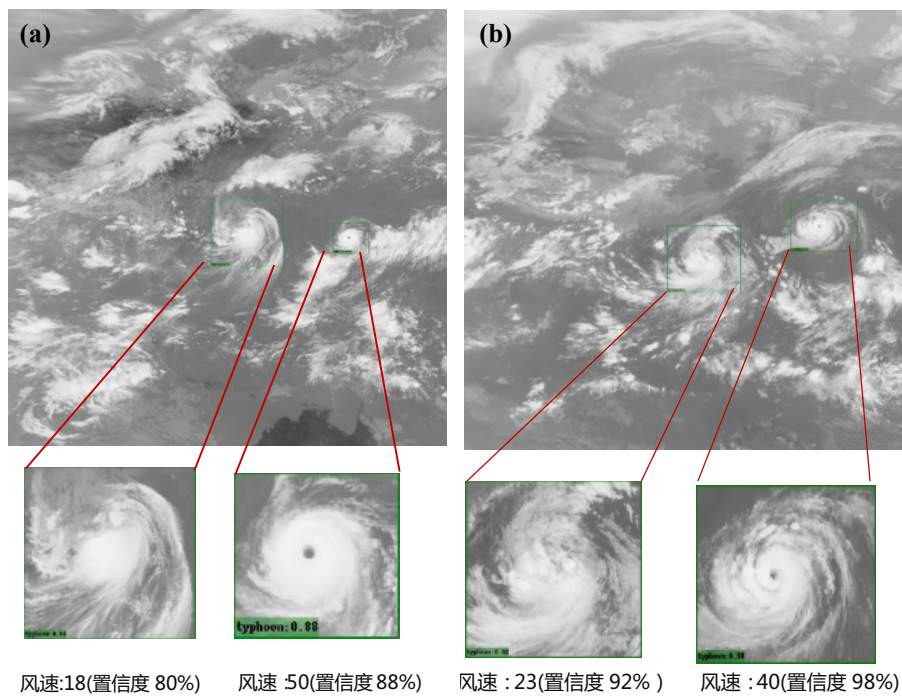 (a)
(b)
typhoon:0.88
风速:18(置信度 80%)
风速 :50(置信度 88%)
风速 : 23(置信度 92% )
风速 : 40(置信度 98%)